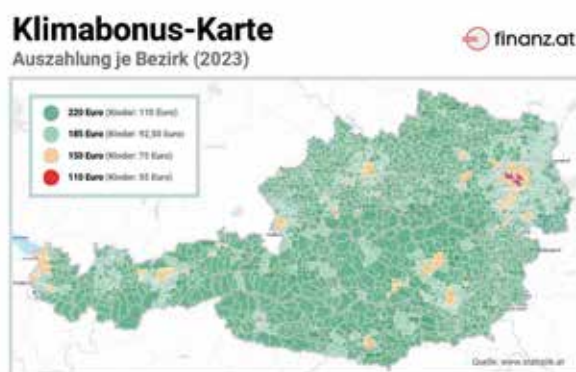 Klimabonus-Karte
Auszahlung je Bezirk (2023)
finanz.at
220 Euro (Kinder: 110 Euro)
185 Euro (Kinder: 92,50 Euro)
150 Euro (Kinder: 75 Euro)
110 Euro (Kinder: 55 Euro)
Quelle: www.statistik.at